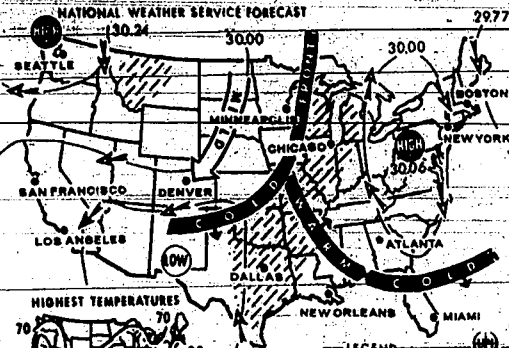 NATIONAL WEATHER SERVICE FORECAST
29.77
HIGH
30.24
30.00
30.00
SEATTLE
FRONT
MINNEAPOLIS
BOSTON
CHICAGO
NEW YORK
HIGH
30.06
SAN FRANCISCO
DENVER
COLD
WARM
LOS ANGELES
ATLANTA
LOW
DALLAS
COLD
HIGHEST TEMPERATURES
NEW ORLEANS
MIAMI
70
70
LEGEND